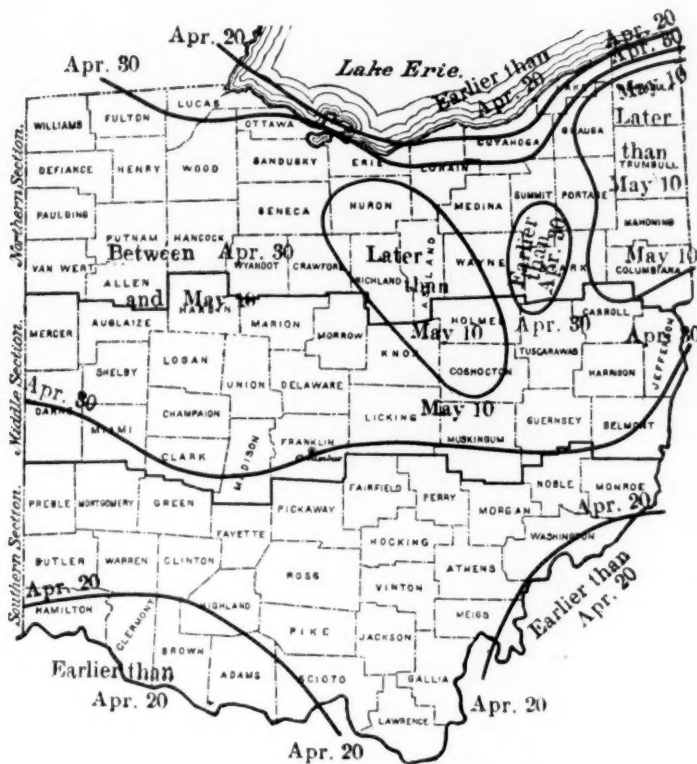 Apr. 20
Apr. 20
Apr. 30
Apr. 30
Lake Erie.
Earlier than
Apr. 20
May 10
Later
than
May 10
LUCAS
FULTON
WILLIAMS
OTTAWA
CUYAHOGA
GEAUGA
TRUMBULL
DEFIANCE
HENRY
WOOD
SANDUSKY
ERIE
LORAIN
Northern Section.
PAULDING
SENECA
HURON
MEDINA
SUMMIT
PORTAGE
MAHONING
PUTNAM
HANCOCK
Between Apr. 30
and May 10
Later
than
May 10
Earlier
than
Apr. 30
May 10
VAN WERT
ALLEN
WYANDOT
CRAWFORD
RICHLAND
ASHLAND
WAYNE
STARK
COLUMBIANA
HARDIN
HOLMES
Apr. 30
CARROLL
Apr. 30
MERCER
AUGLAIZE
MARION
MORROW
KNOX
TUSCARAWAS
JEFFERSON
LOGAN
SHELBY
UNION
DELAWARE
COSHOCTON
HARRISON
Middle Section.
Apr. 30
May 10
DARKE
MIAMI
CHAMPAION
LICKING
MUSKINGUM
GUERNSEY
BELMONT
CLARK
MADISON
FRANKLIN
Columbus
FAIRFIELD
NOBLE
MONROE
PREBLE
MONTGOMERY
GREEN
PICKAWAY
PERRY
MORGAN
Apr. 20
FAYETTE
HOCKING
WASHINGTON
Southern Section.
BUTLER
WARREN
CLINTON
ROSS
ATHENS
VINTON
Apr. 20
Earlier than
Apr. 20
HAMILTON
CLERMONT
HIGHLAND
MEIGS
PIKE
JACKSON
BROWN
Earlier than
Apr. 20
ADAMS
SCIOTO
GALLIA
Apr. 20
LAWRENCE
Apr. 20